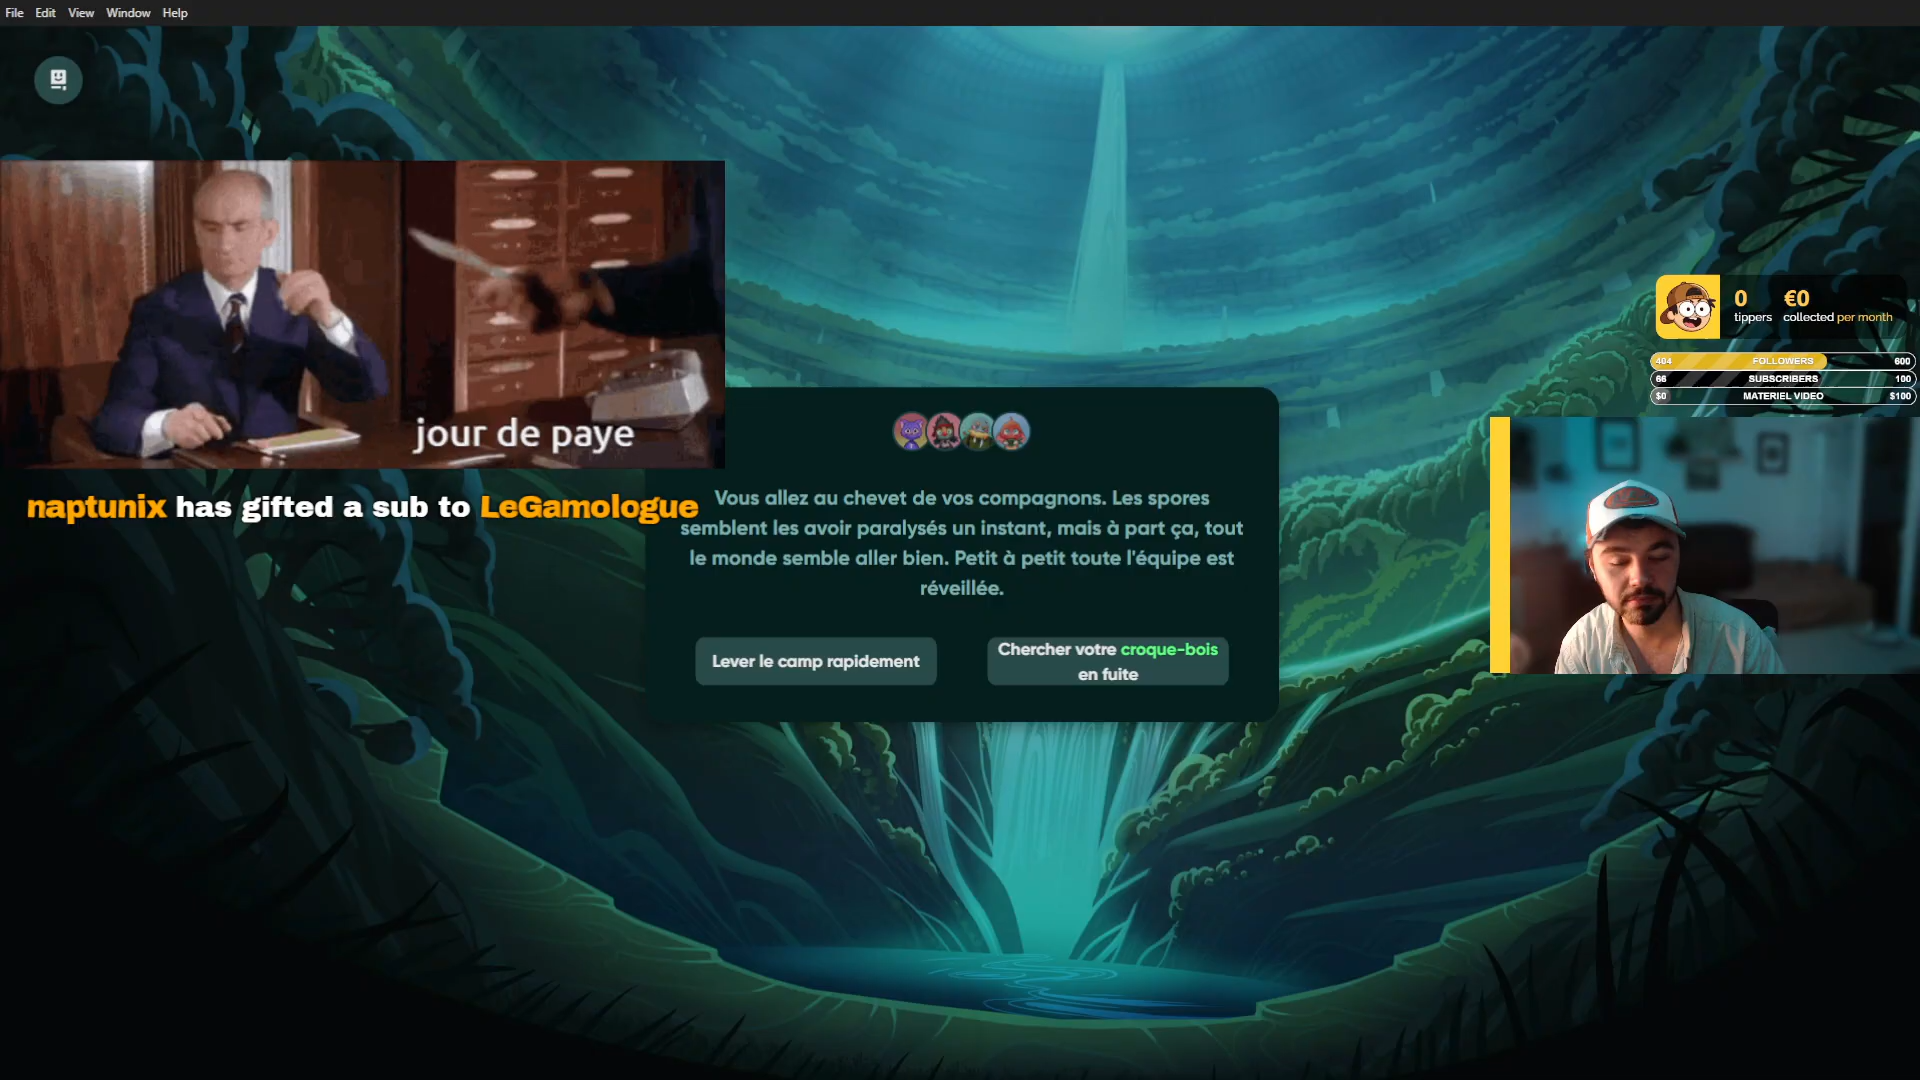 File Edit View Window Help
jour de paye
naptunix has gifted a sub to LeGamologue
Vous allez au chevet de vos compagnons. Les spores
semblent les avoir paralysés un instant, mais à part ça, tout
le monde semble aller bien. Petit à petit toute l'équipe est
réveillée.
Lever le camp rapidement
Chercher votre croque-bois
en fuite
0 €0
tippers collected per month
404 FOLLOWERS 600
66 SUBSCRIBERS 100
$0 MATERIEL VIDEO $100